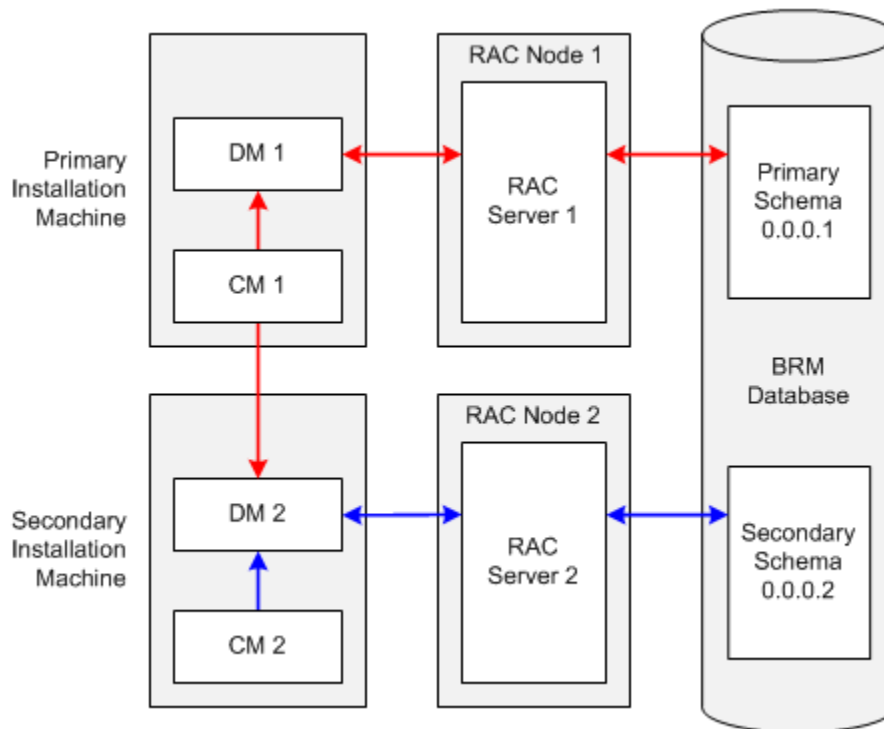 Primary
Installation
Machine
DM 1
CM 1
RAC Node 1
RAC
Server 1
Primary
Schema
0.0.0.1
BRM
Database
Secondary
Installation
Machine
DM 2
CM 2
RAC Node 2
RAC
Server 2
Secondary
Schema
0.0.0.2